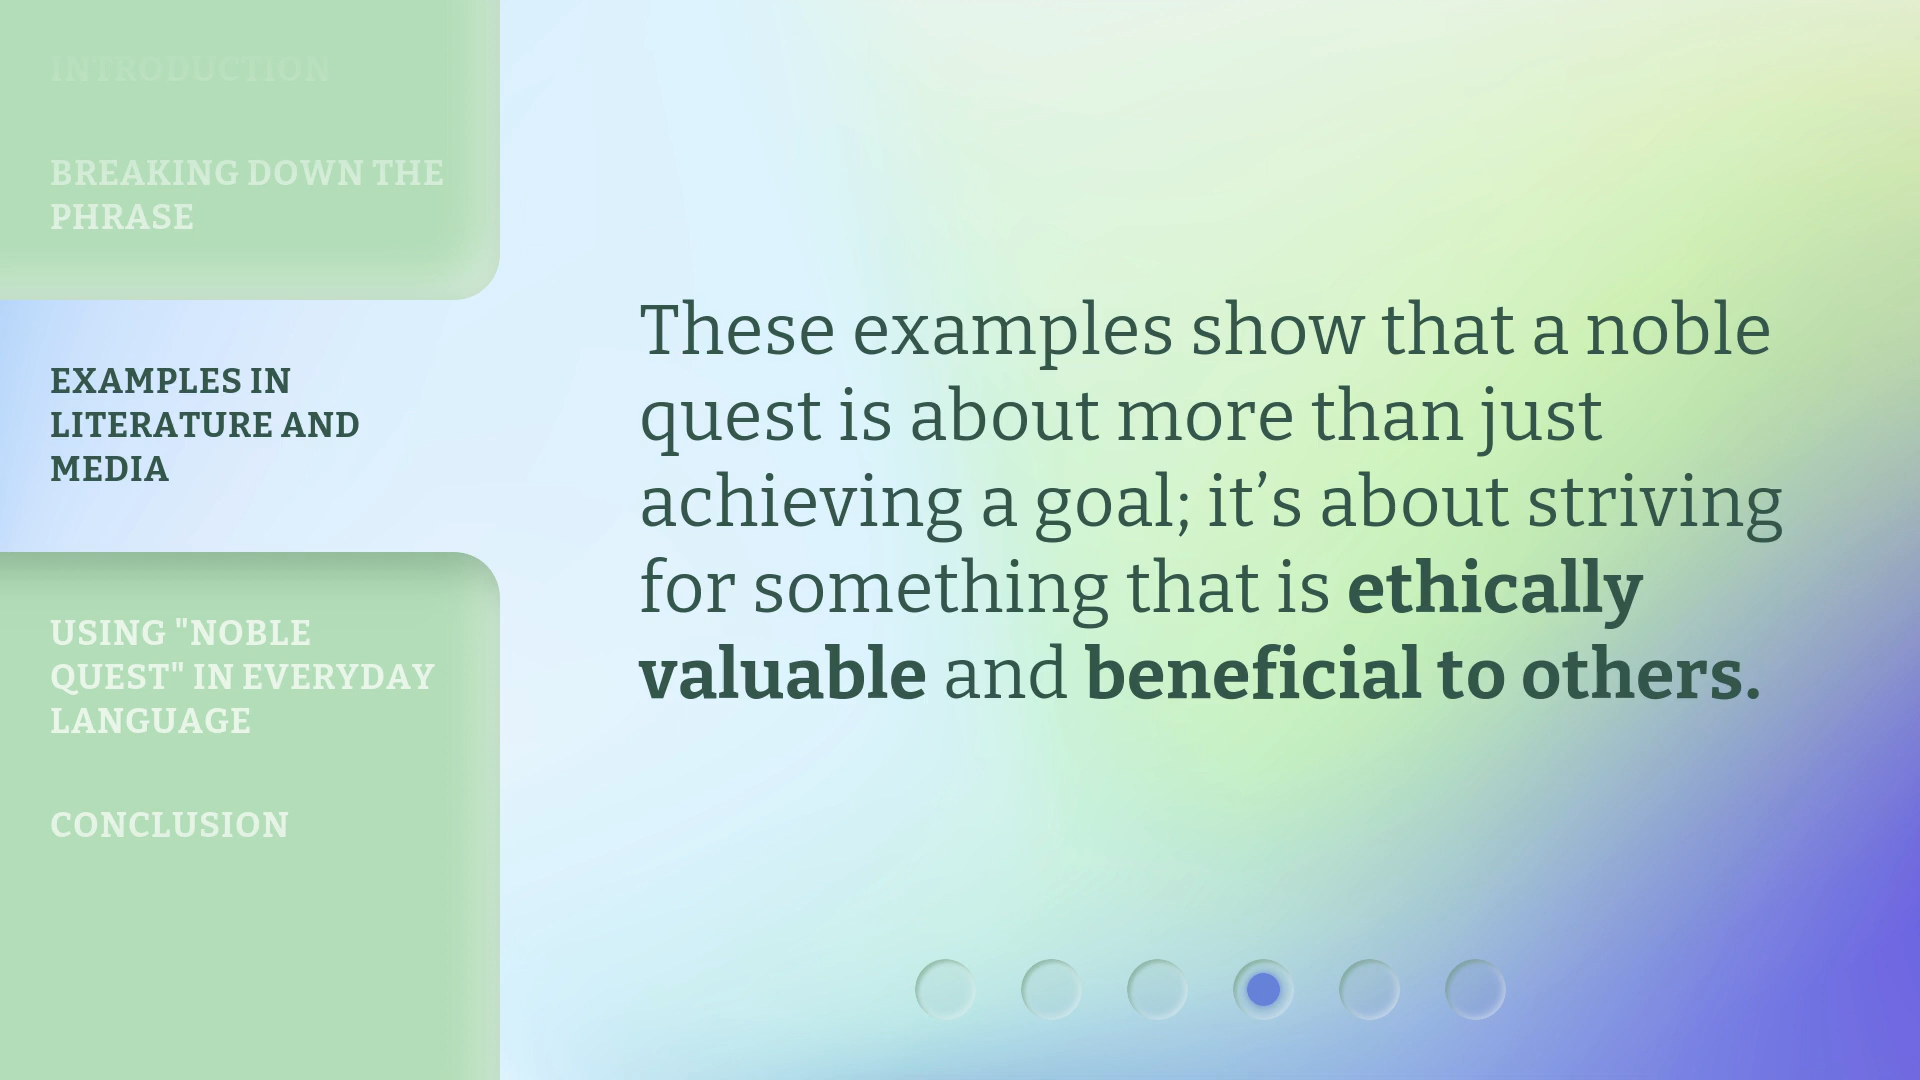 INTRODUCTION
BREAKING DOWN THE
PHRASE
EXAMPLES IN
LITERATURE AND
MEDIA
USING "NOBLE
QUEST" IN EVERYDAY
LANGUAGE
CONCLUSION
These examples show that a noble
quest is about more than just
achieving a goal; it’s about striving
for something that is ethically
valuable and beneficial to others.